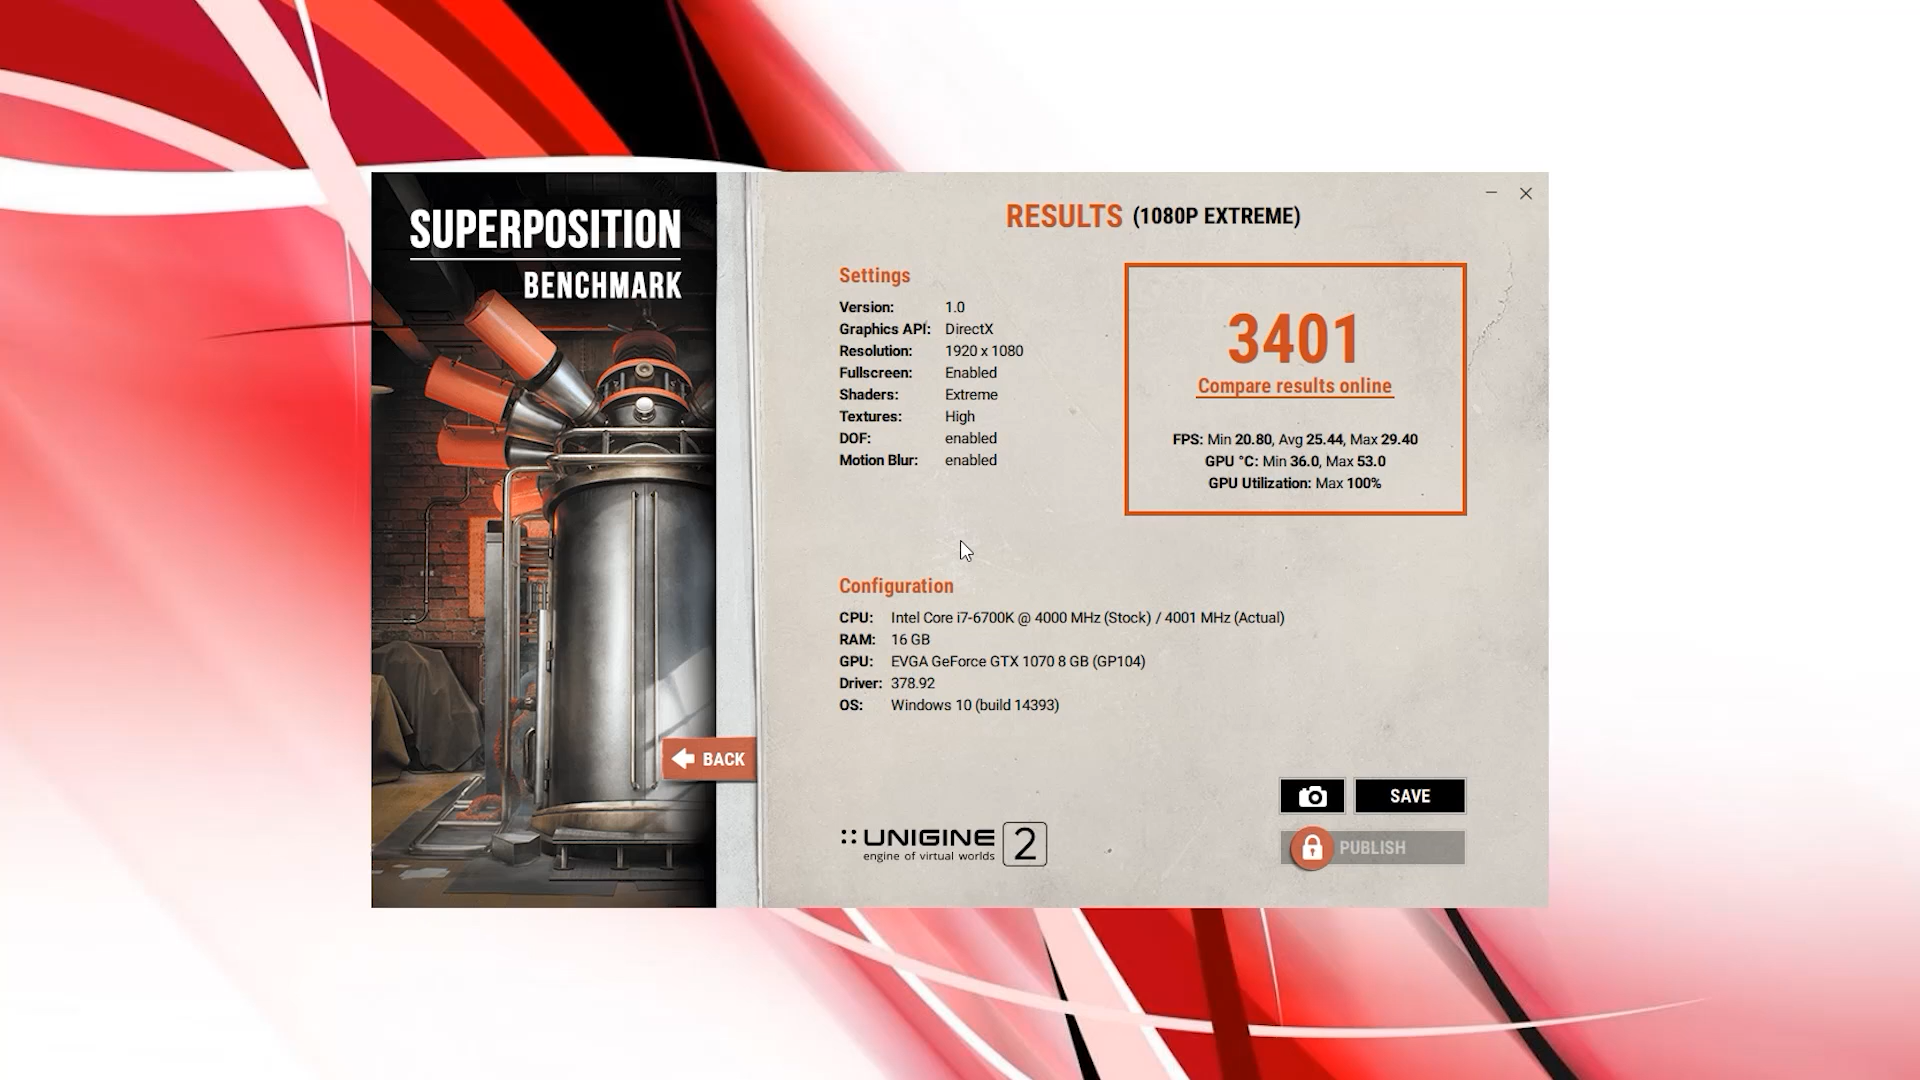 SUPERPOSITION
BENCHMARK
RESULTS (1080P EXTREME)
Settings
Version: 1.0
Graphics API: DirectX
Resolution: 1920 x 1080
Fullscreen: Enabled
Shaders: Extreme
Textures: High
DOF: enabled
Motion Blur: enabled
3401
Compare results online
FPS: Min 20.80, Avg 25.44, Max 29.40
GPU °C: Min 36.0, Max 53.0
GPU Utilization: Max 100%
Configuration
CPU: Intel Core i7-6700K @ 4000 MHz (Stock) / 4001 MHz (Actual)
RAM: 16 GB
GPU: EVGA GeForce GTX 1070 8 GB (GP104)
Driver: 378.92
OS: Windows 10 (build 14393)
BACK
SAVE
PUBLISH
UNIGINE 2
engine of virtual worlds